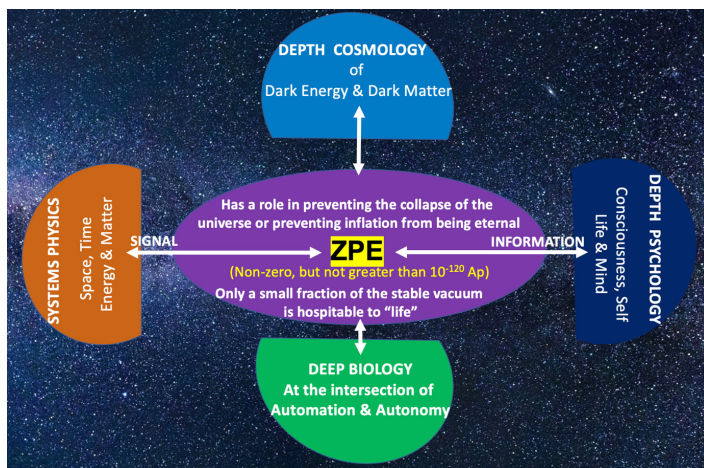 DEPTH COSMOLOGY
of
Dark Energy & Dark Matter
SYSTEMS PHYSICS
Space, Time
Energy & Matter
SIGNAL
Has a role in preventing the collapse of the
universe or preventing inflation from being eternal
ZPE
(Non-zero, but not greater than 10⁻¹²⁰ Ap)
Only a small fraction of the stable vacuum
is hospitable to "life"
INFORMATION
DEPTH PSYCHOLOGY
Consciousness, Self
Life & Mind
DEEP BIOLOGY
At the intersection of
Automation & Autonomy